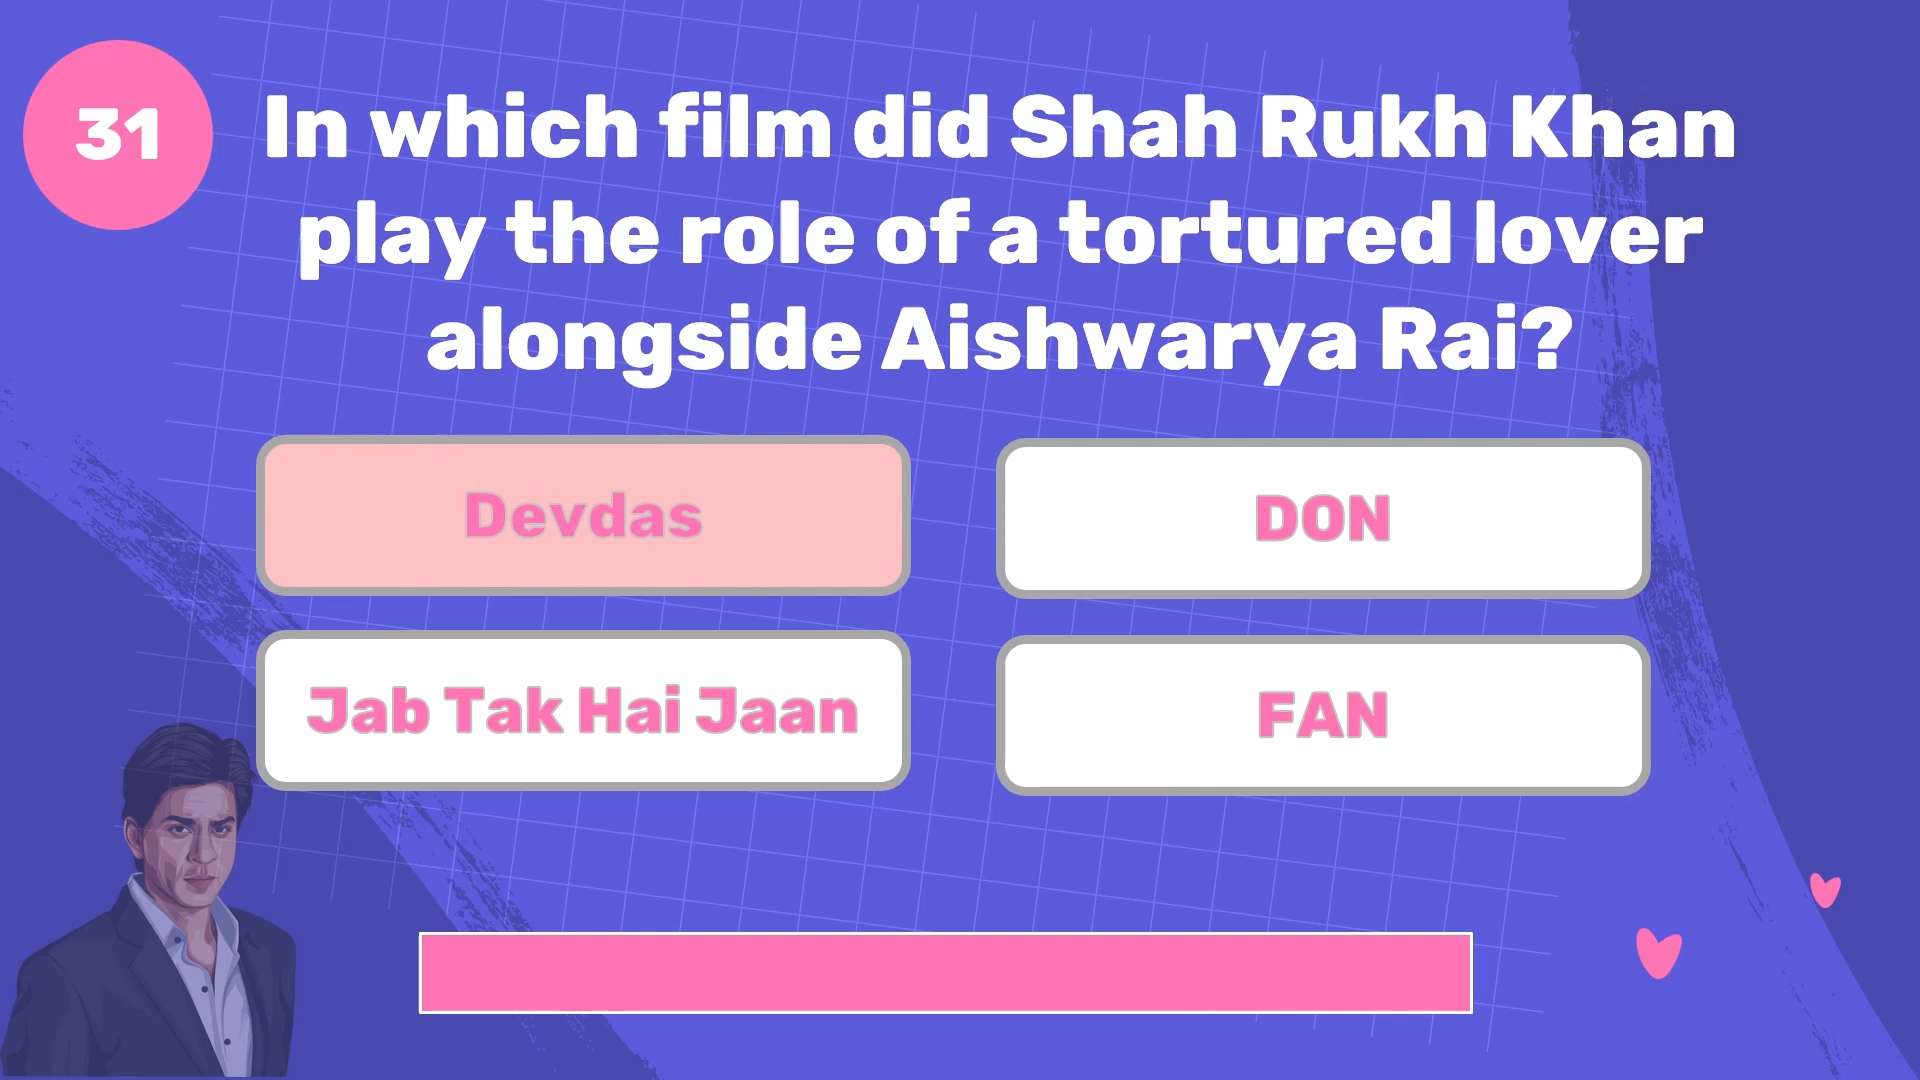 31
In which film did Shah Rukh Khan
play the role of a tortured lover
alongside Aishwarya Rai?
Devdas
DON
Jab Tak Hai Jaan
FAN